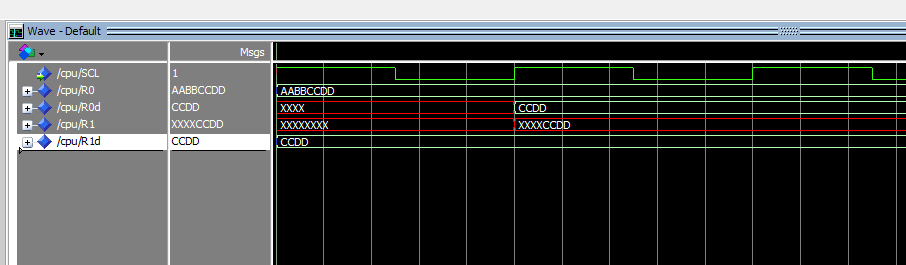 Wave - Default
Msgs
/cpu/SCL 1
/cpu/R0 AABBCCDD AABBCCDD
/cpu/R0d CCDD XXXX CCDD
/cpu/R1 XXXXCCDD XXXXXXXX XXXXCCDD
/cpu/R1d CCDD CCDD